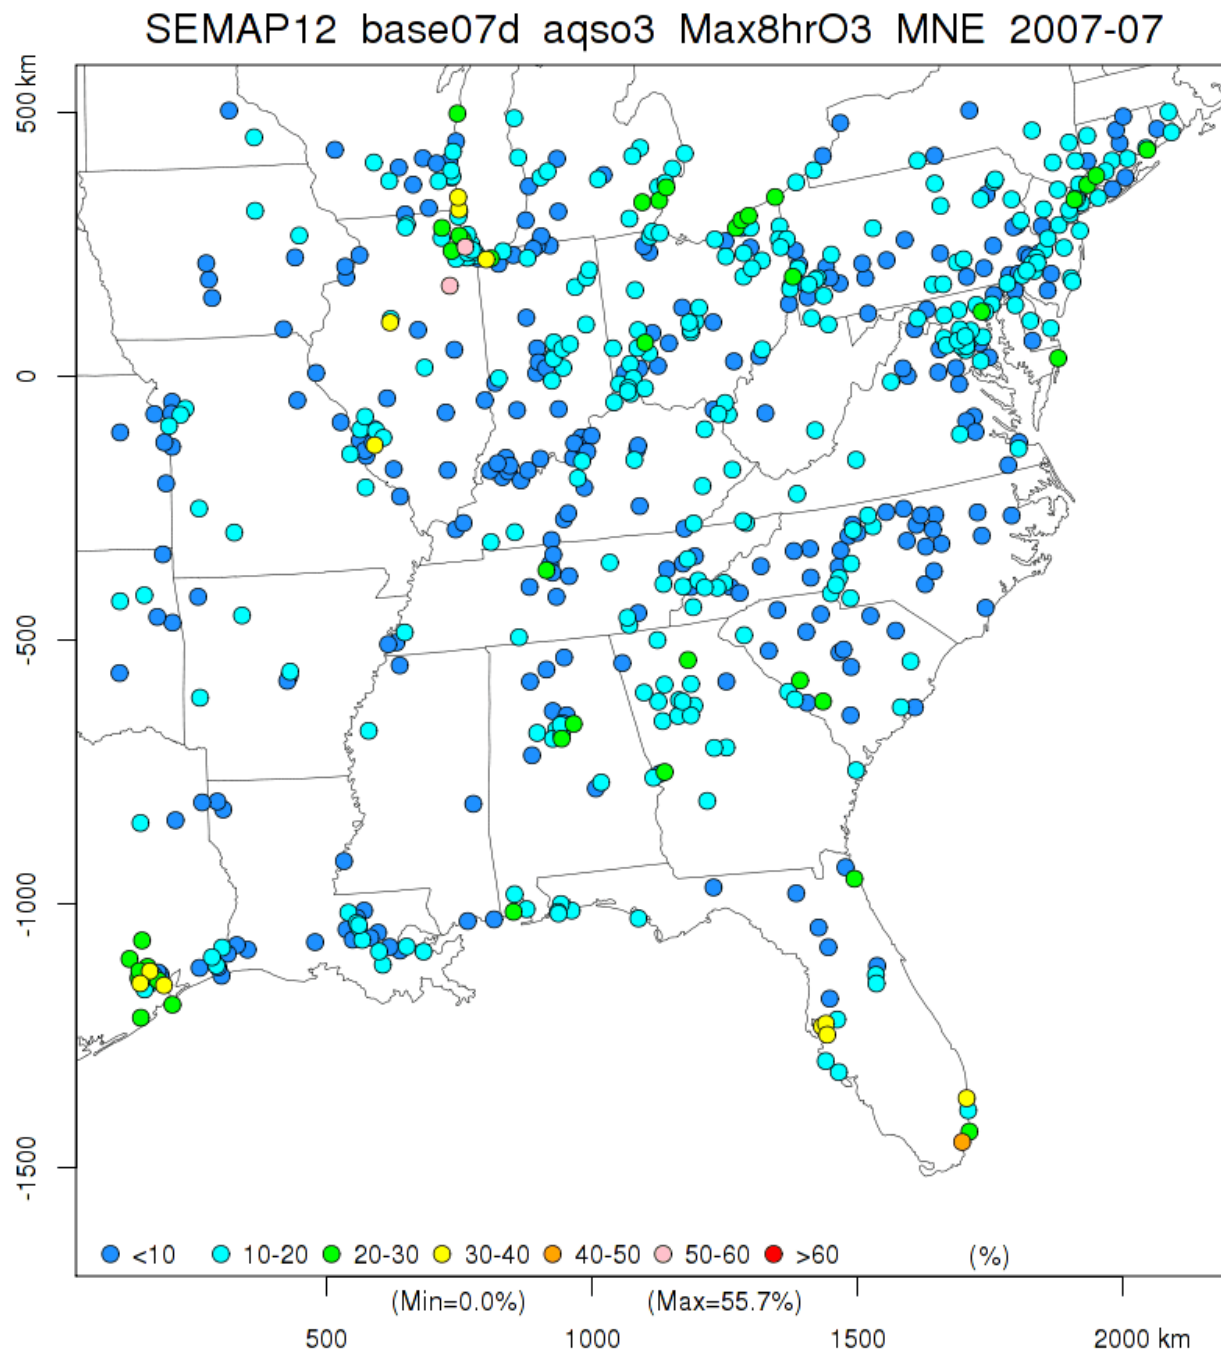 SEMAP12 base07d aqso3 Max8hrO3 MNE 2007-07
500 km
0
-500
-1000
-1500
<10 10-20 20-30 30-40 40-50 50-60 >60 (%)
(Min=0.0%) (Max=55.7%)
500 1000 1500 2000 km